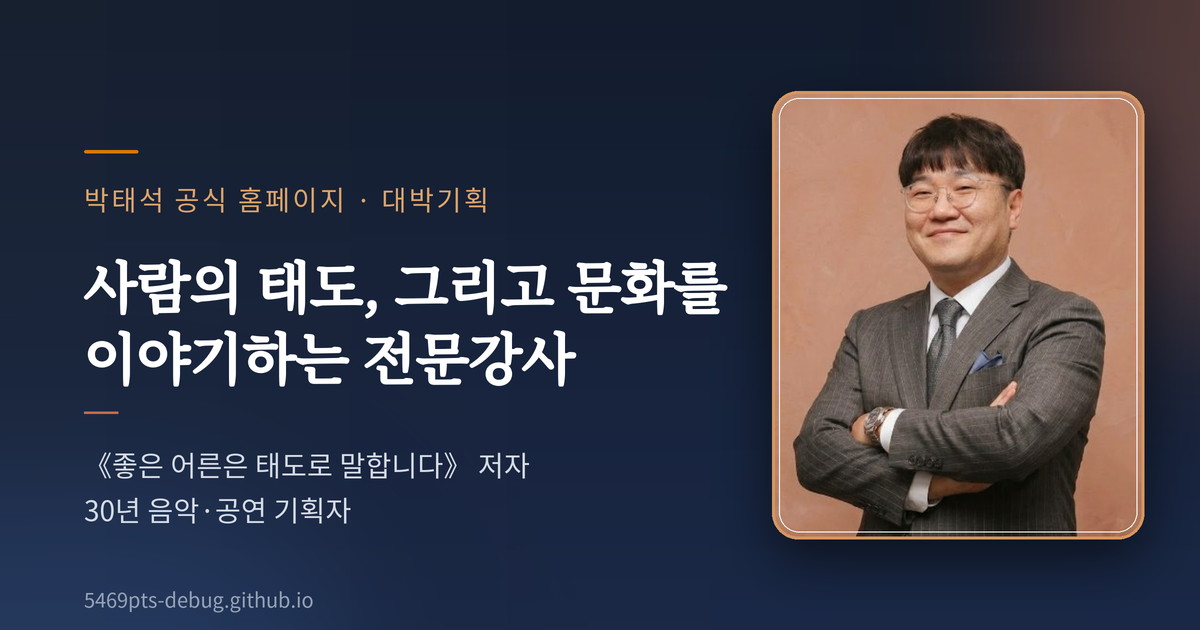 박태석 공식 홈페이지 · 대박기획
사람의 태도, 그리고 문화를
이야기하는 전문강사
《좋은 어른은 태도로 말합니다》 저자
30년 음악·공연 기획자
5469pts-debug.github.io